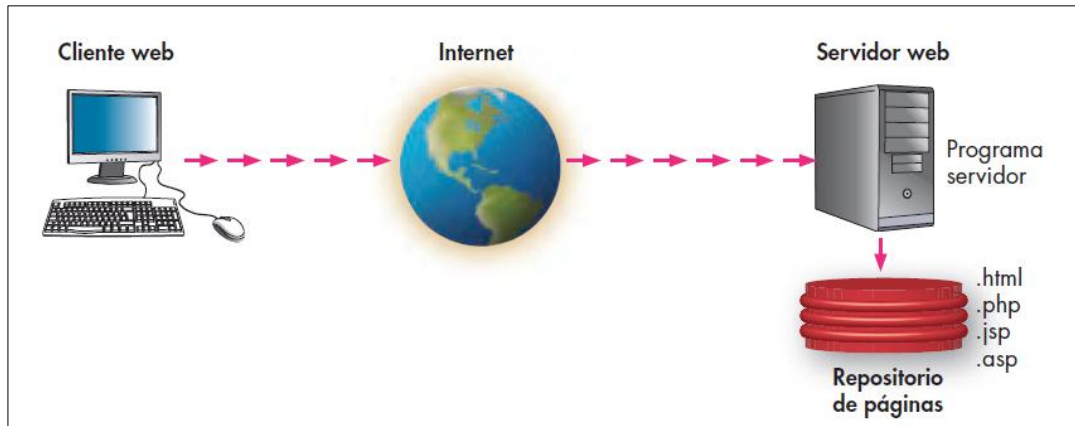 Cliente web
Internet
Servidor web
Programa
servidor
.html
.php
.jsp
.asp
Repositorio
de páginas